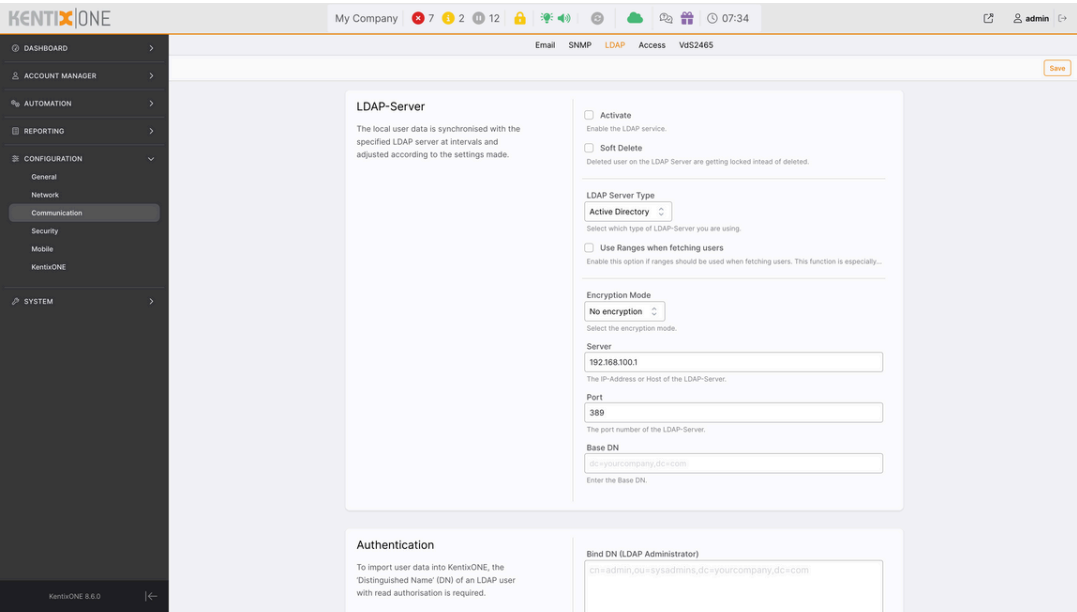 KENTIXONE
My Company 7 2 12 07:34
admin
DASHBOARD
ACCOUNT MANAGER
AUTOMATION
REPORTING
CONFIGURATION
General
Network
Communication
Security
Mobile
KentixONE
SYSTEM
KentixONE 8.6.0
Email SNMP LDAP Access VdS2465
Save
LDAP-Server
The local user data is synchronised with the
specified LDAP server at intervals and
adjusted according to the settings made.
Activate
Enable the LDAP service.
Soft Delete
Deleted user on the LDAP Server are getting locked intead of deleted.
LDAP Server Type
Active Directory
Select which type of LDAP-Server you are using.
Use Ranges when fetching users
Enable this option if ranges should be used when fetching users. This function is especially...
Encryption Mode
No encryption
Select the encryption mode.
Server
192.168.100.1
The IP-Address or Host of the LDAP-Server.
Port
389
The port number of the LDAP-Server.
Base DN
dc=yourcompany,dc=com
Enter the Base DN.
Authentication
To import user data into KentixONE, the
'Distinguished Name' (DN) of an LDAP user
with read authorisation is required.
Bind DN (LDAP Administrator)
cn=admin,ou=sysadmins,dc=yourcompany,dc=com